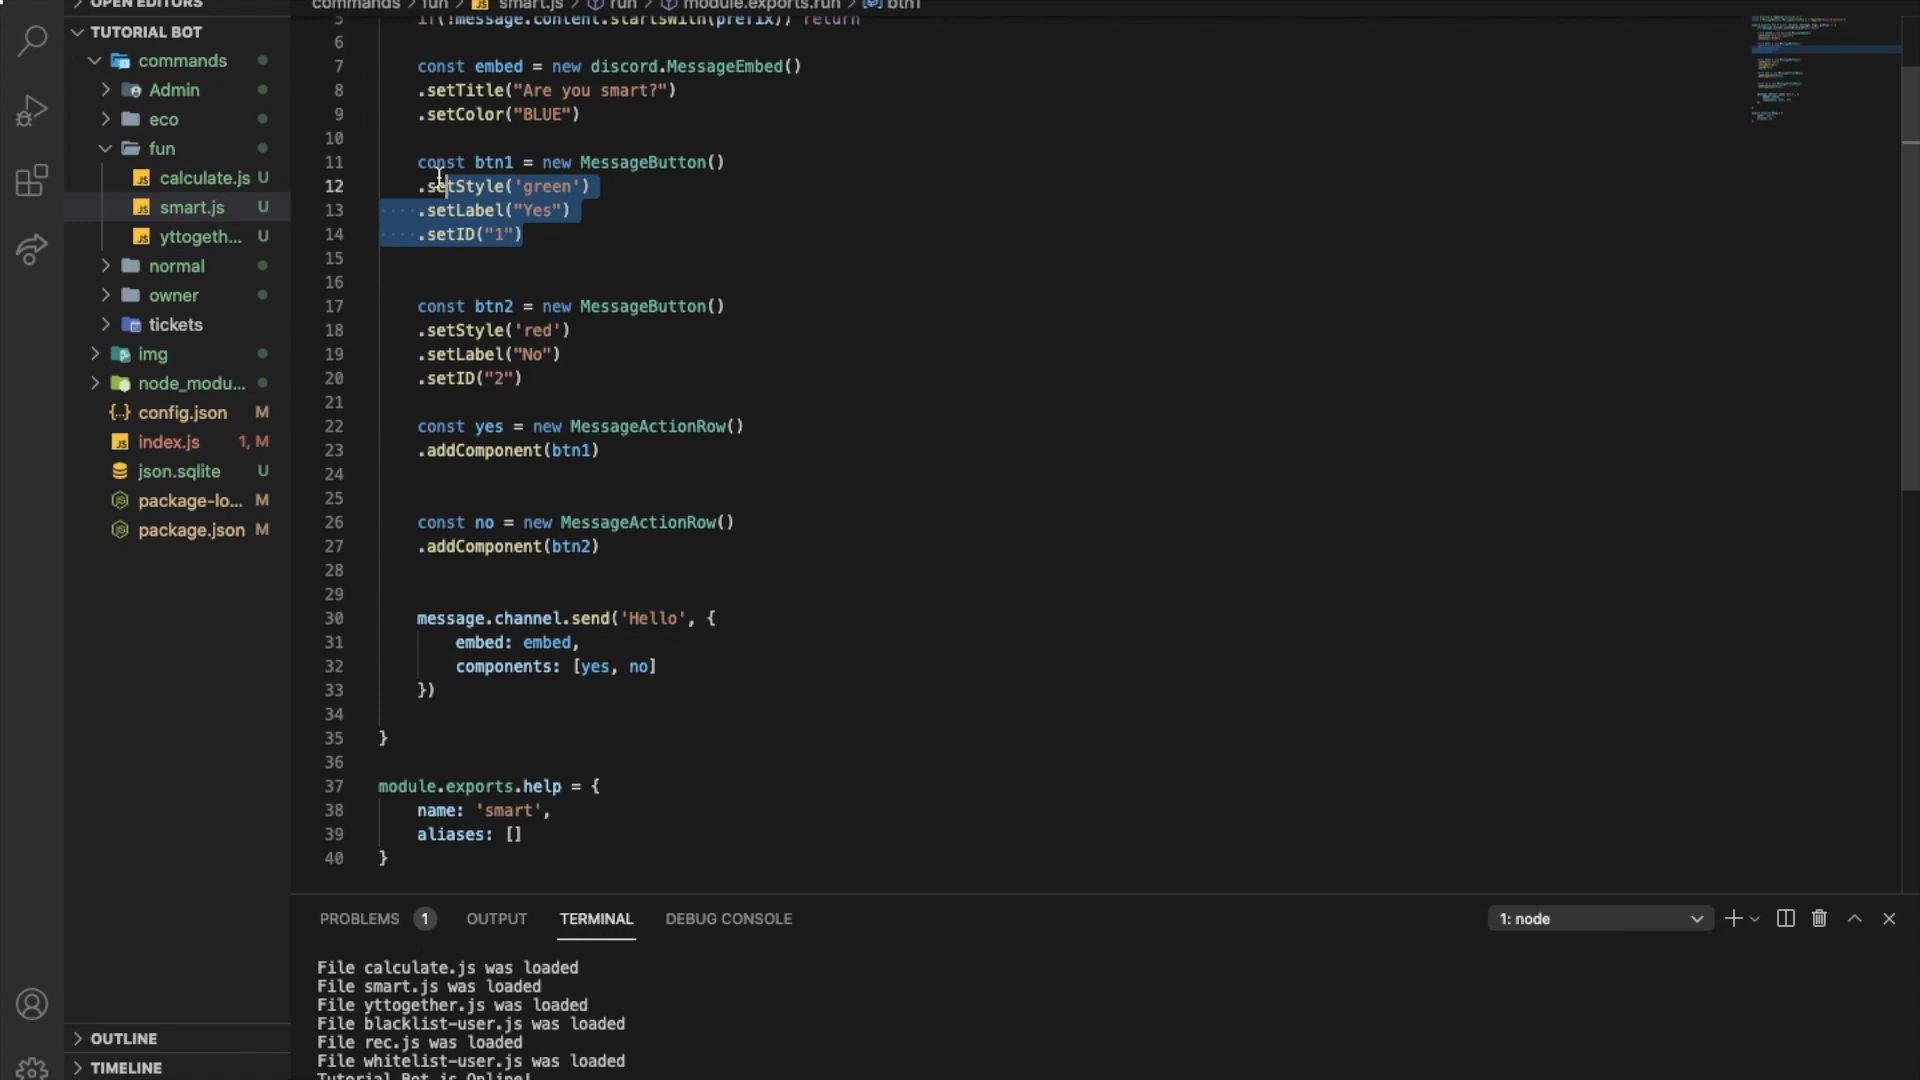 OPEN EDITORS
TUTORIAL BOT
commands
Admin
eco
fun
calculate.js U
smart.js U
yttogeth... U
normal
owner
tickets
img
node_modu...
config.json M
index.js 1, M
json.sqlite U
package-lo... M
package.json M
OUTLINE
TIMELINE
commands > fun > smart.js > run > module.exports.run > btn1
5 if(!message.content.startsWith(prefix)) return
6
7 const embed = new discord.MessageEmbed()
8 .setTitle("Are you smart?")
9 .setColor("BLUE")
10
11 const btn1 = new MessageButton()
12 .setStyle('green')
13 .setLabel("Yes")
14 .setID("1")
15
16
17 const btn2 = new MessageButton()
18 .setStyle('red')
19 .setLabel("No")
20 .setID("2")
21
22 const yes = new MessageActionRow()
23 .addComponent(btn1)
24
25
26 const no = new MessageActionRow()
27 .addComponent(btn2)
28
29
30 message.channel.send('Hello', {
31 embed: embed,
32 components: [yes, no]
33 })
34
35 }
36
37 module.exports.help = {
38 name: 'smart',
39 aliases: []
40 }
PROBLEMS 1 OUTPUT TERMINAL DEBUG CONSOLE 1: node
File calculate.js was loaded
File smart.js was loaded
File yttogether.js was loaded
File blacklist-user.js was loaded
File rec.js was loaded
File whitelist-user.js was loaded
Tutorial Bot is Online!